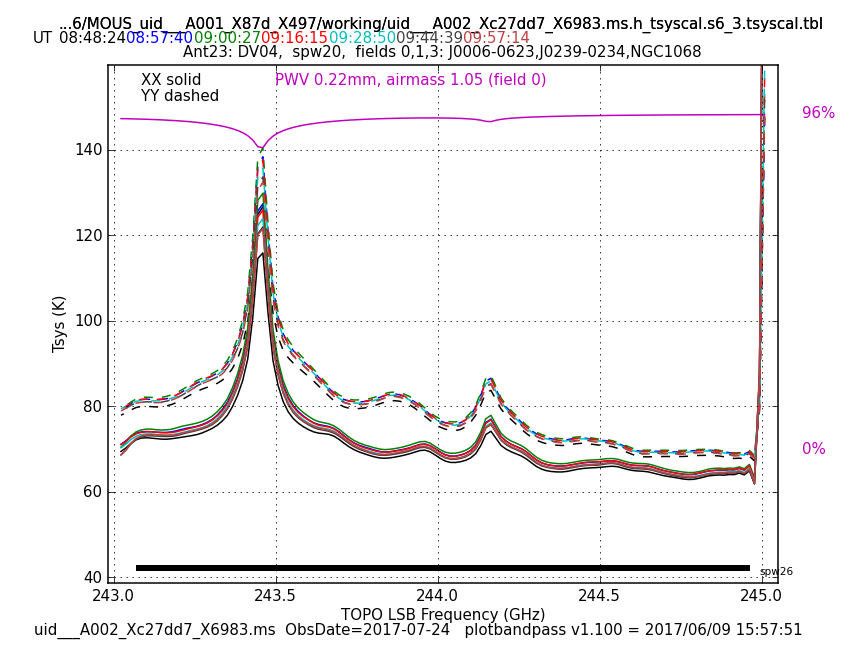 ...6/MOUS_uid___A001_X87d_X497/working/uid___A002_Xc27dd7_X6983.ms.h_tsyscal.s6_3.tsyscal.tbl
UT 08:48:24 08:57:40 09:00:27 09:16:15 09:28:50 09:44:39 09:57:14
Ant23: DV04,  spw20,  fields 0,1,3: J0006-0623,J0239-0234,NGC1068
XX solid
PWV 0.22mm, airmass 1.05 (field 0)
YY dashed
96%
140
120
Tsys (K)
100
80
0%
60
40
spw26
243.0 243.5 244.0 244.5 245.0
TOPO LSB Frequency (GHz)
uid___A002_Xc27dd7_X6983.ms  ObsDate=2017-07-24   plotbandpass v1.100 = 2017/06/09 15:57:51